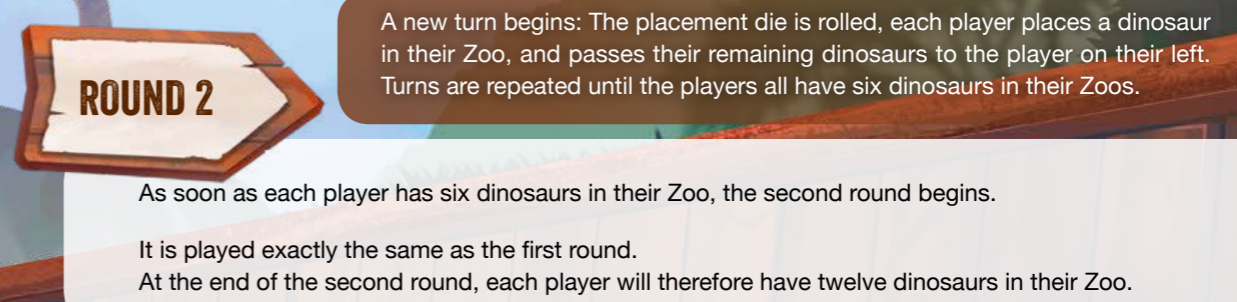 A new turn begins: The placement die is rolled, each player places a dinosaur
in their Zoo, and passes their remaining dinosaurs to the player on their left.
Turns are repeated until the players all have six dinosaurs in their Zoos.
ROUND 2
As soon as each player has six dinosaurs in their Zoo, the second round begins.
It is played exactly the same as the first round.
At the end of the second round, each player will therefore have twelve dinosaurs in their Zoo.